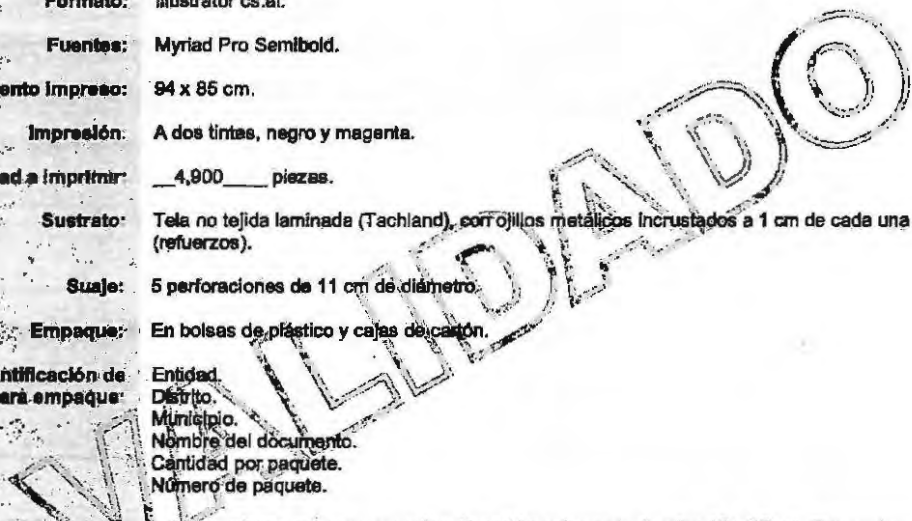 Formato: Illustrator cs.ai.
Fuentes: Myriad Pro Semibold.
ento impreso: 94 x 85 cm.
Impresión: A dos tintas, negro y magenta.
ad a imprimir: __4,900____ piezas.
Sustrato: Tela no tejida laminada (Tachland), con ojillos metálicos incrustados a 1 cm de cada una
(refuerzos).
Suaje: 5 perforaciones de 11 cm de diámetro.
Empaque: En bolsas de plástico y cajas de cartón.
ntificación de Entidad.
ara empaque: Distrito.
Municipio.
Nombre del documento.
Cantidad por paquete.
Número de paquete.
VALIDADO